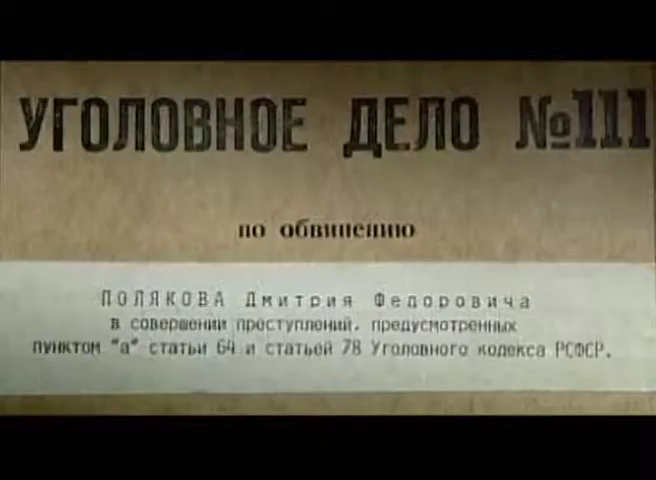 УГОЛОВНОЕ ДЕЛО №111
по обвинению
ПОЛЯКОВА Дмитрия Федоровича
в совершении преступлений, предусмотренных
пунктом "а" статьи 64 и статьей 78 Уголовного кодекса РСФСР.